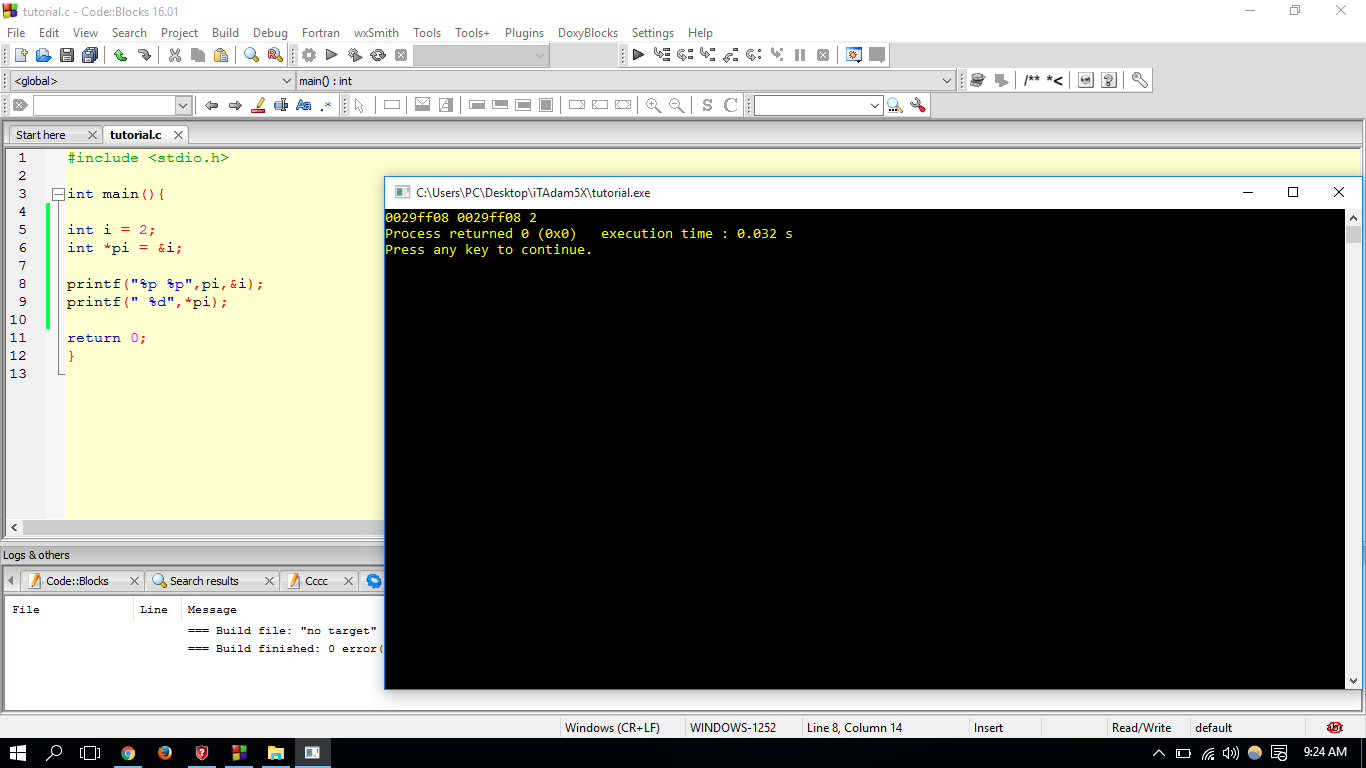 tutorial.c - Code::Blocks 16.01
File Edit View Search Project Build Debug Fortran wxSmith Tools Tools+ Plugins DoxyBlocks Settings Help
<global> main() : int
/** *<
Aa .*
S C
Start here tutorial.c
1 #include <stdio.h>
2
3 int main(){
4
5 int i = 2;
6 int *pi = &i;
7
8 printf("%p %p",pi,&i);
9 printf(" %d",*pi);
10
11 return 0;
12 }
13
C:\Users\PC\Desktop\iTAdam5X\tutorial.exe
0029ff08 0029ff08 2
Process returned 0 (0x0)   execution time : 0.032 s
Press any key to continue.
Logs & others
Code::Blocks Search results Cccc
File Line Message
=== Build file: "no target"
=== Build finished: 0 error(
Windows (CR+LF) WINDOWS-1252 Line 8, Column 14 Insert Read/Write default
9:24 AM